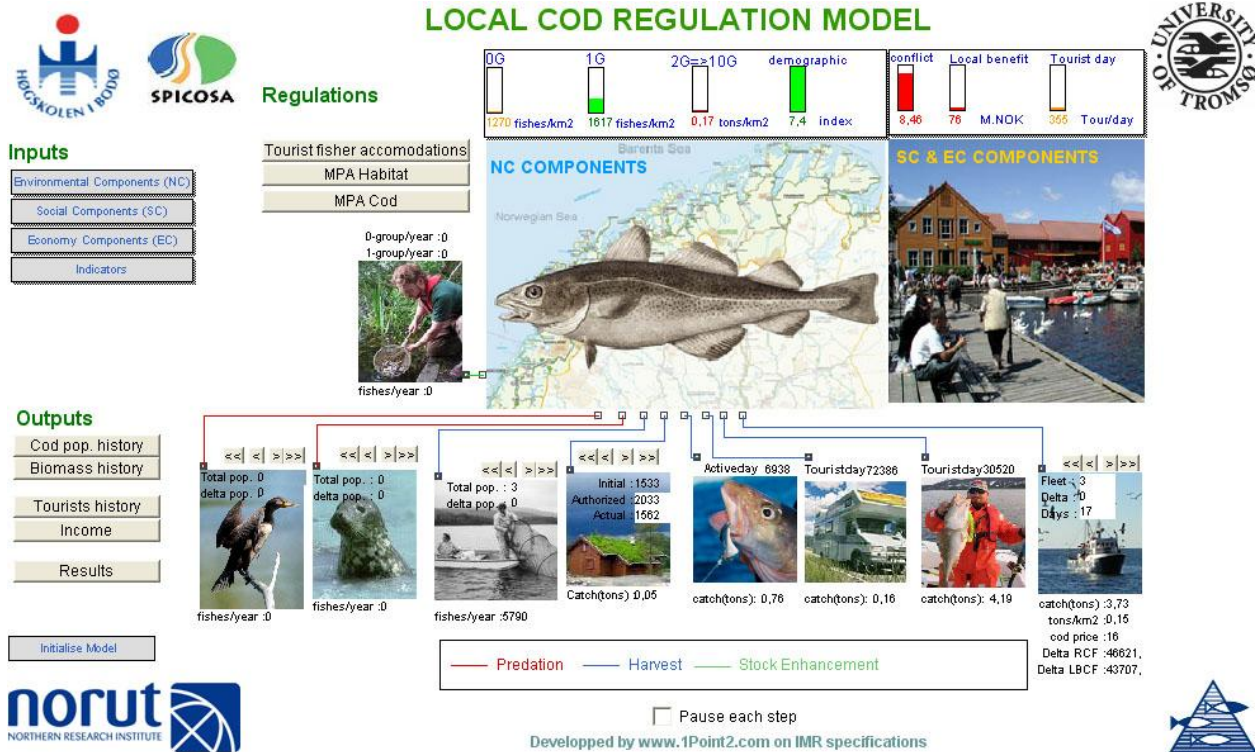 LOCAL COD REGULATION MODEL
HØGSKOLEN I BODØ
SPICOSA
UNIVERSITY OF TROMSØ
Regulations
0G
1G
2G=>10G
demographic
1270 fishes/km2
1617 fishes/km2
0,17 tons/km2
7,4 index
conflict
Local benefit
Tourist day
8,46
76 M.NOK
355 Tour/day
Inputs
Environmental Components (NC)
Social Components (SC)
Economy Components (EC)
Indicators
Tourist fisher accomodations
MPA Habitat
MPA Cod
0-group/year :0
1-group/year :0
fishes/year :0
NC COMPONENTS
Barents Sea
Norwegian Sea
SC & EC COMPONENTS
Outputs
Cod pop. history
Biomass history
Tourists history
Income
Results
Initialise Model
<< < > >>
Total pop. 0
delta pop. 0
fishes/year :0
<< < > >>
Total pop. : 0
delta pop. : 0
fishes/year :0
<< < > >>
Total pop. : 3
delta pop. : 0
fishes/year :5790
<< < > >>
Initial :1533
Authorized :2033
Actual :1562
Catch(tons) :0,05
Activeday 6938
catch(tons): 0,76
Touristday72386
catch(tons): 0,16
Touristday30520
catch(tons): 4,19
<< < > >>
Fleet : 3
Delta :0
Days : 17
catch(tons) :3,73
tons/km2 :0,15
cod price :16
Delta RCF :46621,
Delta LBCF :43707,
Predation
Harvest
Stock Enhancement
norut
NORTHERN RESEARCH INSTITUTE
Pause each step
Developped by www.1Point2.com on IMR specifications